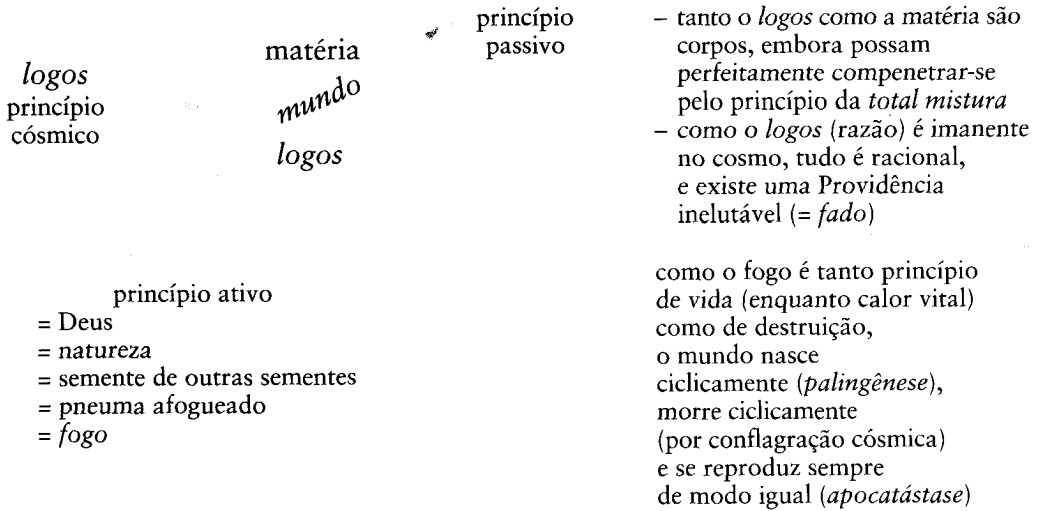 logos
princípio
cósmico
matéria
mundo
logos
princípio
passivo
– tanto o logos como a matéria são
corpos, embora possam
perfeitamente compenetrar-se
pelo princípio da total mistura
– como o logos (razão) é imanente
no cosmo, tudo é racional,
e existe uma Providência
inelutável (= fado)
princípio ativo
= Deus
= natureza
= semente de outras sementes
= pneuma afogueado
= fogo
como o fogo é tanto princípio
de vida (enquanto calor vital)
como de destruição,
o mundo nasce
ciclicamente (palingênese),
morre ciclicamente
(por conflagração cósmica)
e se reproduz sempre
de modo igual (apocatástase)